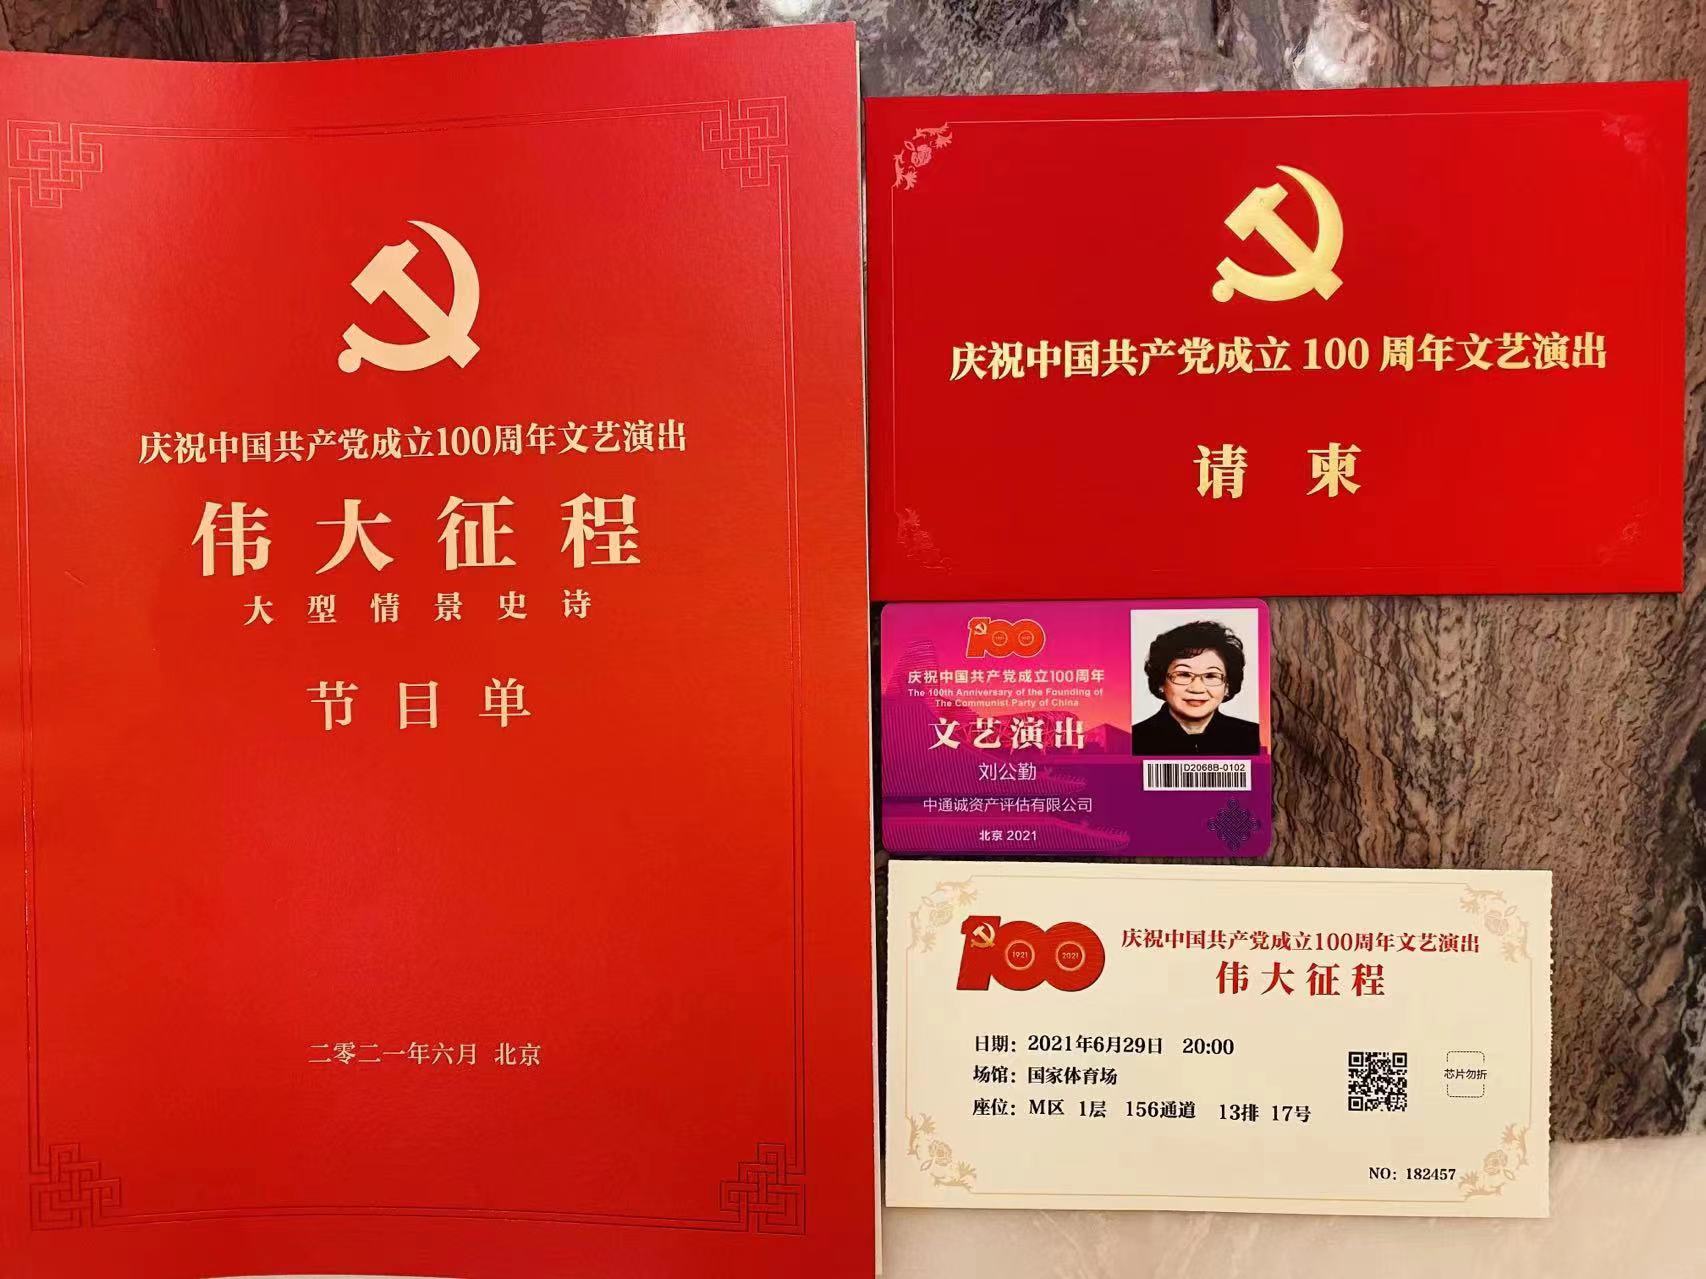 庆祝中国共产党成立100周年文艺演出
伟大征程
大型情景史诗
节目单
二零二一年六月 北京
庆祝中国共产党成立100周年文艺演出
请柬
100
庆祝中国共产党成立100周年
The 100th Anniversary of the Founding of
The Communist Party of China
文艺演出
刘公勤
中通诚资产评估有限公司
北京 2021
D2068B-0102
100
1921
2021
庆祝中国共产党成立100周年文艺演出
伟大征程
日期：2021年6月29日 20:00
场馆：国家体育场
座位：M区 1层 156通道 13排 17号
芯片勿折
NO：182457